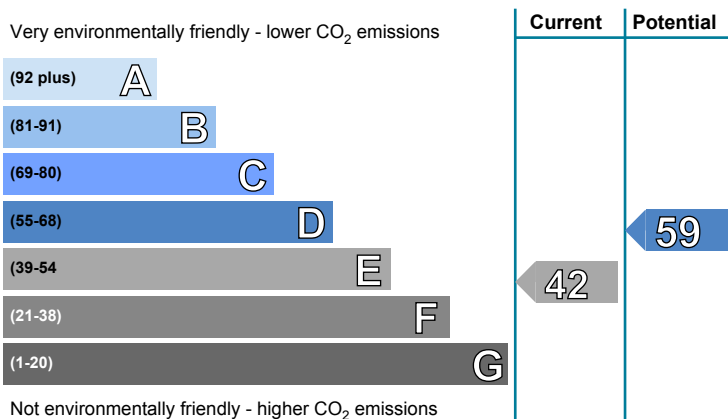 Very environmentally friendly - lower CO₂ emissions
Current
Potential
(92 plus) A
(81-91) B
(69-80) C
(55-68) D
59
(39-54 E
42
(21-38) F
(1-20) G
Not environmentally friendly - higher CO₂ emissions